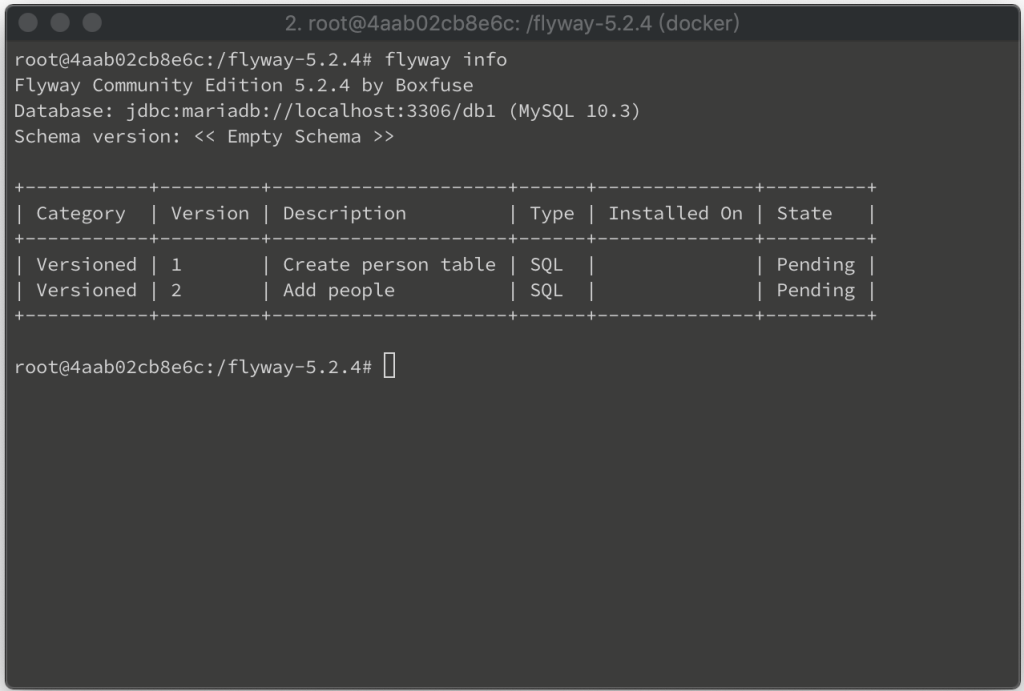 2. root@4aab02cb8e6c: /flyway-5.2.4 (docker)
root@4aab02cb8e6c:/flyway-5.2.4# flyway info
Flyway Community Edition 5.2.4 by Boxfuse
Database: jdbc:mariadb://localhost:3306/db1 (MySQL 10.3)
Schema version: << Empty Schema >>
+-----------+---------+---------------------+------+--------------+---------+
| Category  | Version | Description         | Type | Installed On | State   |
+-----------+---------+---------------------+------+--------------+---------+
| Versioned | 1       | Create person table | SQL  |              | Pending |
| Versioned | 2       | Add people          | SQL  |              | Pending |
+-----------+---------+---------------------+------+--------------+---------+
root@4aab02cb8e6c:/flyway-5.2.4#